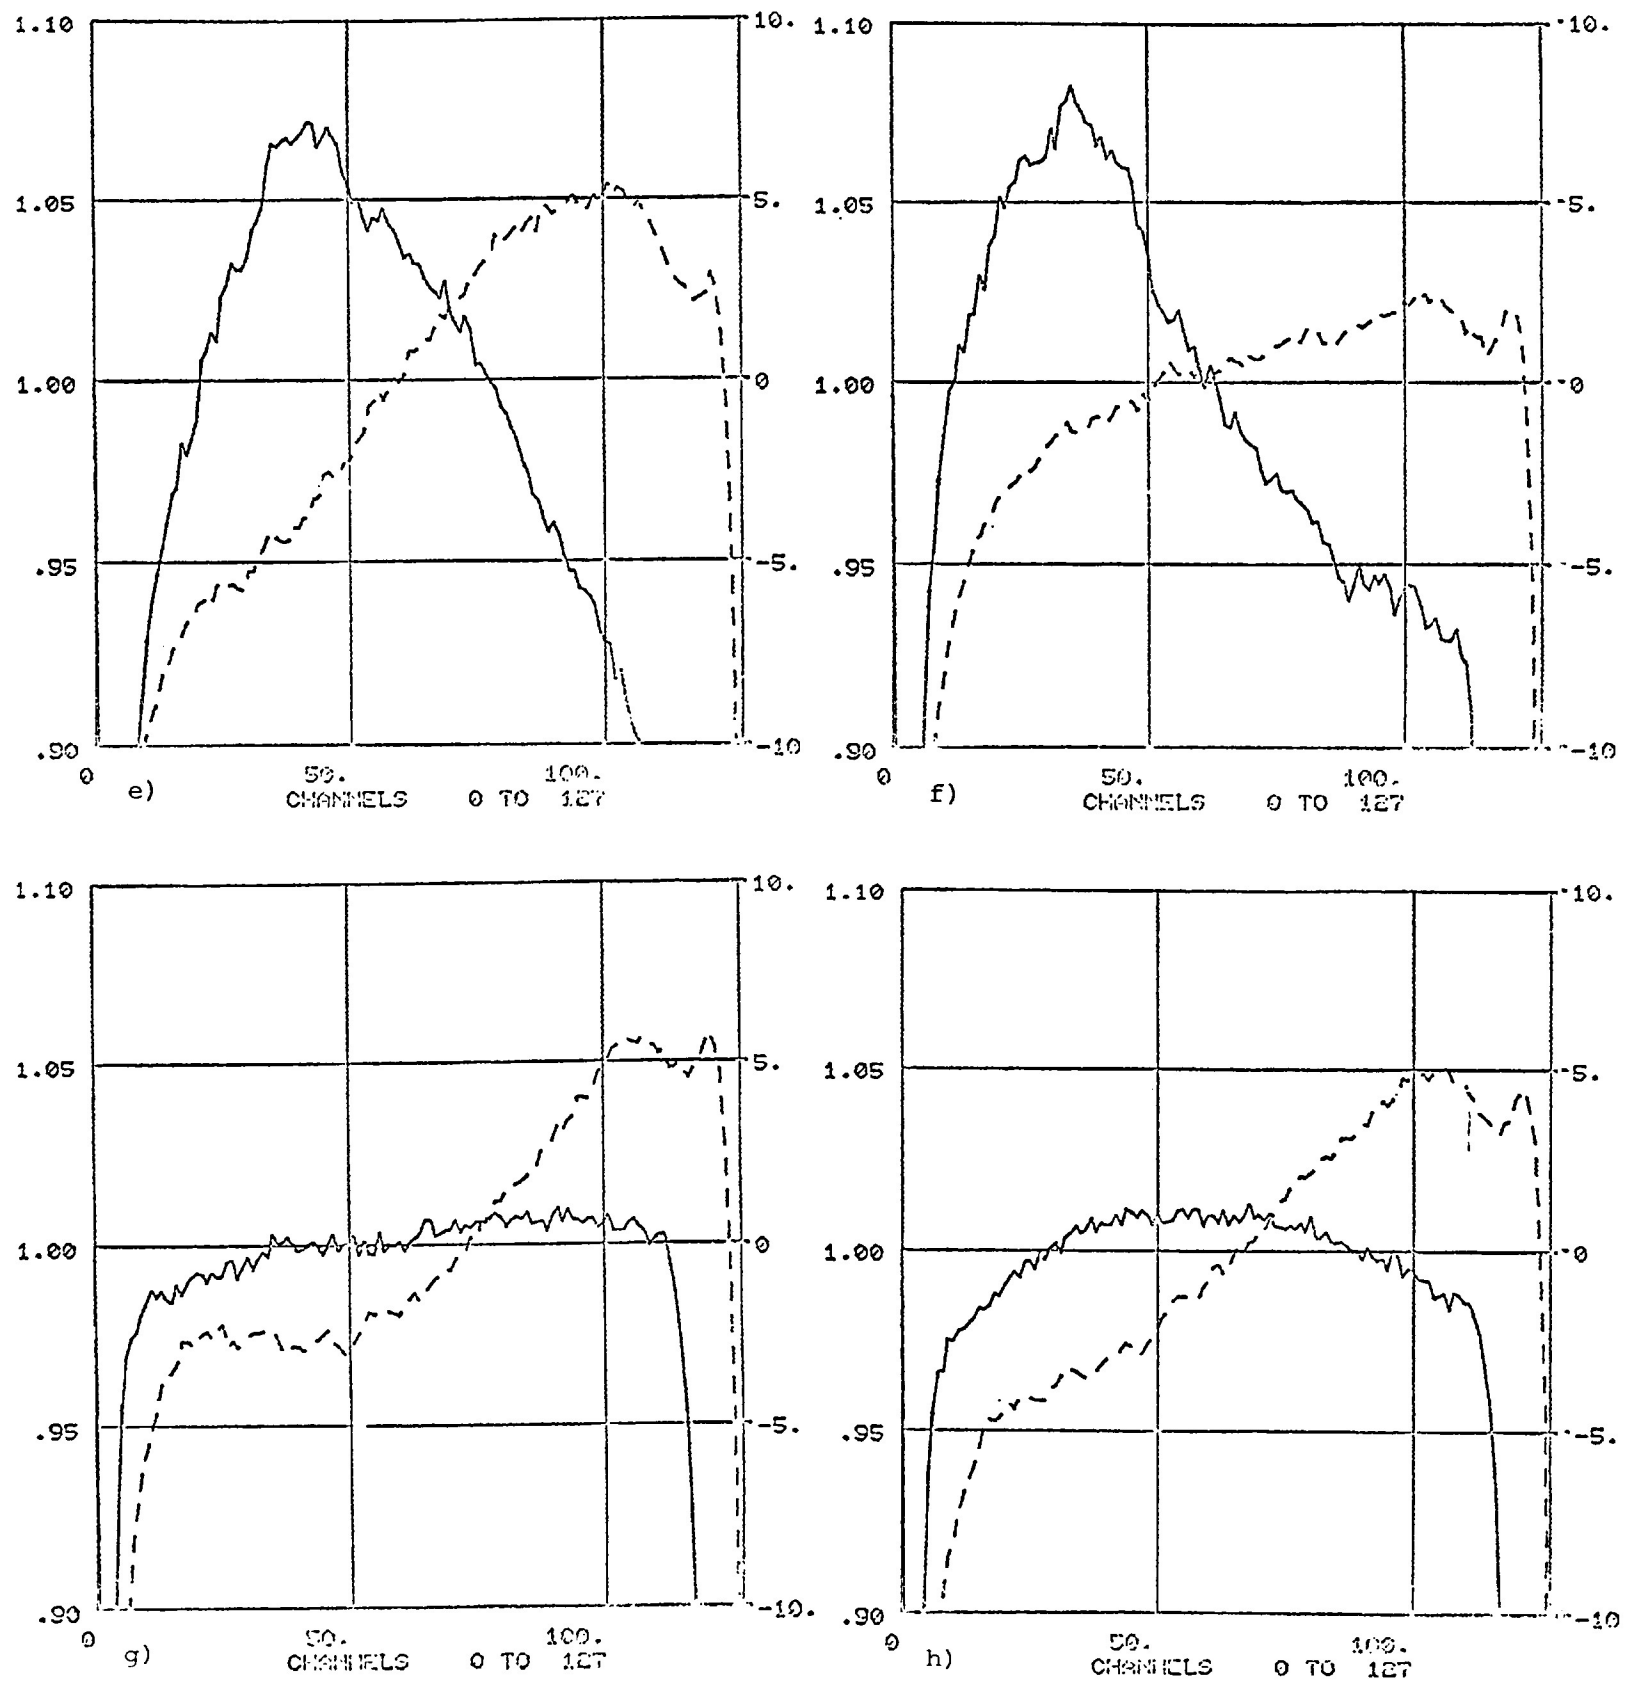 1.10 10. 1.10 10.
1.05 5. 1.05 5.
1.00 0 1.00 0
.95 -5. .95 -5.
.90 -10 .90 -10
0 50. 100. 0 50. 100.
e) CHANNELS 0 TO 127 f) CHANNELS 0 TO 127
1.10 10. 1.10 10.
1.05 5. 1.05 5.
1.00 0 1.00 0
.95 -5. .95 -5.
.90 -10. .90 -10
0 50. 100. 0 50. 100.
g) CHANNELS 0 TO 127 h) CHANNELS 0 TO 127